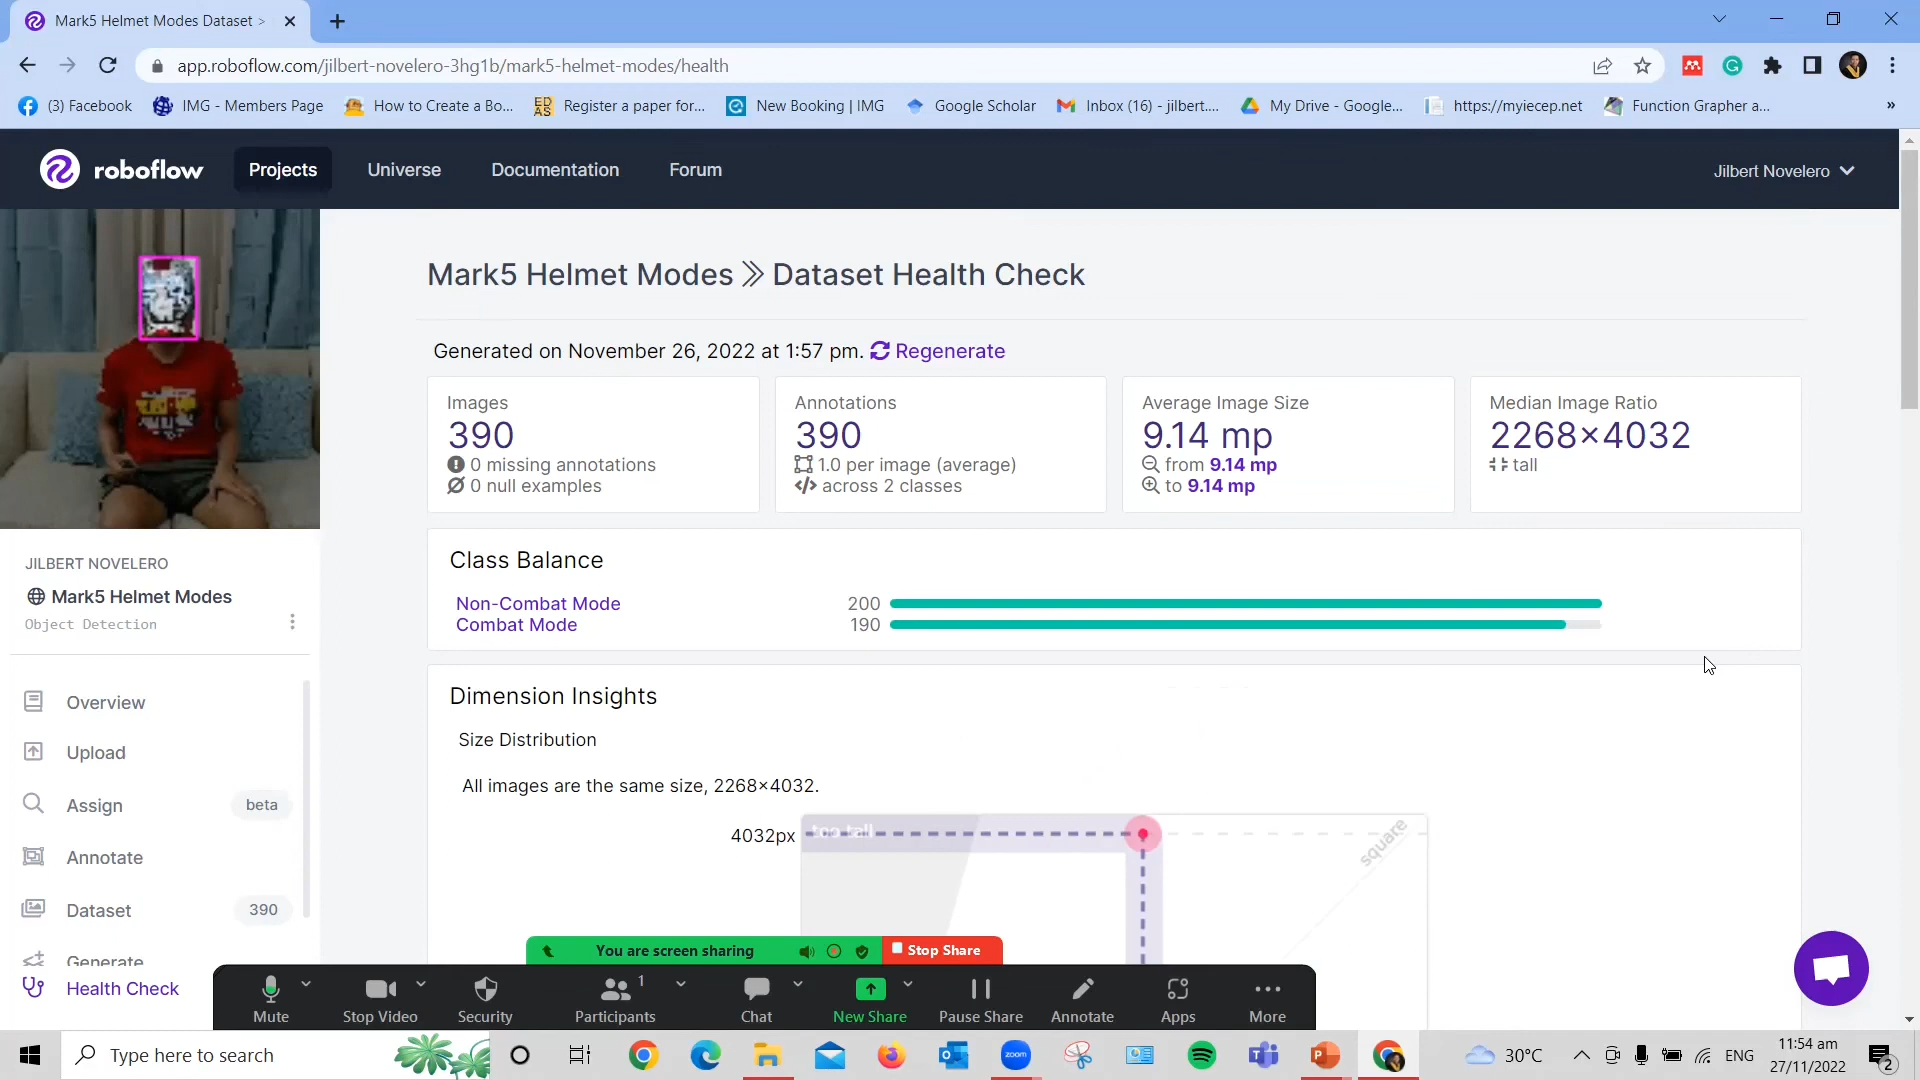 Mark5 Helmet Modes Dataset >
app.roboflow.com/jilbert-novelero-3hg1b/mark5-helmet-modes/health
(3) Facebook
IMG - Members Page
How to Create a Bo...
Register a paper for...
New Booking | IMG
Google Scholar
Inbox (16) - jilbert....
My Drive - Google...
https://myiecep.net
Function Grapher a...
»
roboflow
Projects
Universe
Documentation
Forum
Jilbert Novelero
Mark5 Helmet Modes » Dataset Health Check
Generated on November 26, 2022 at 1:57 pm. Regenerate
Images
390
0 missing annotations
0 null examples
Annotations
390
1.0 per image (average)
across 2 classes
Average Image Size
9.14 mp
from 9.14 mp
to 9.14 mp
Median Image Ratio
2268×4032
tall
Class Balance
Non-Combat Mode 200
Combat Mode 190
Dimension Insights
Size Distribution
All images are the same size, 2268×4032.
4032px
too tall
square
JILBERT NOVELERO
Mark5 Helmet Modes
Object Detection
Overview
Upload
Assign beta
Annotate
Dataset 390
Generate
Health Check
You are screen sharing
Stop Share
Mute
Stop Video
Security
Participants 1
Chat
New Share
Pause Share
Annotate
Apps
More
Type here to search
zoom
30°C
ENG
11:54 am
27/11/2022
2